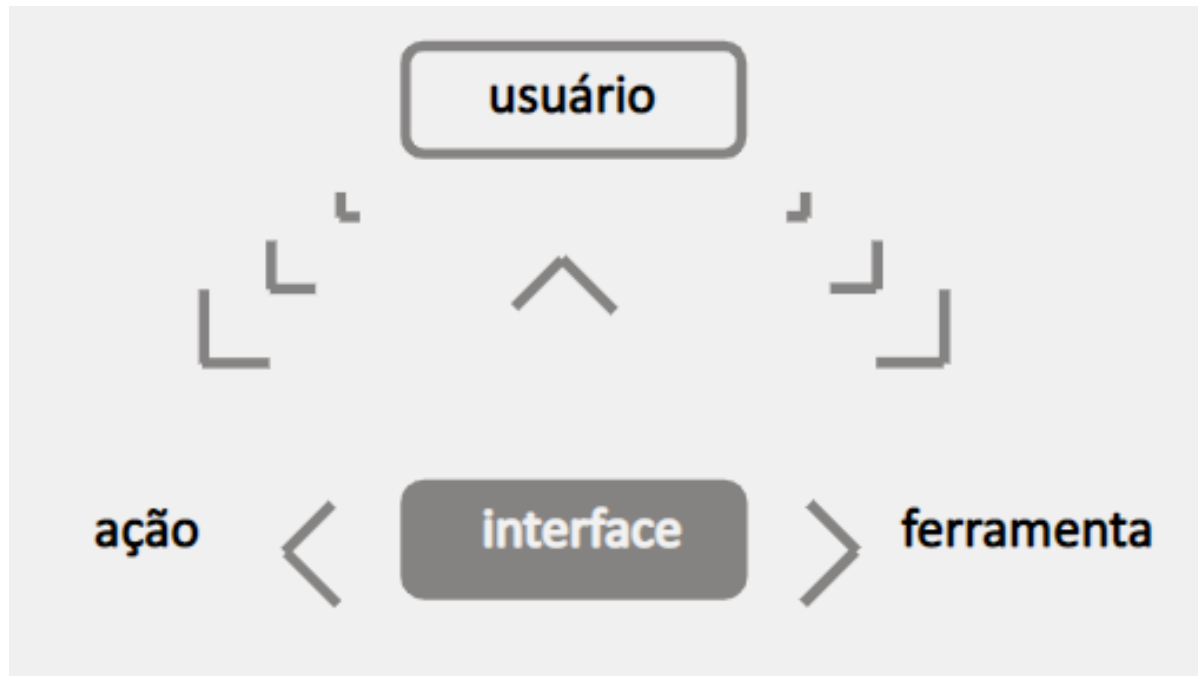 usuário
ação
interface
ferramenta